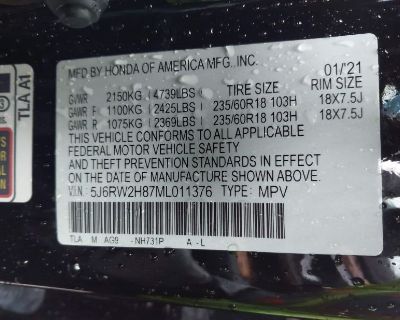 MFD BY HONDA OF AMERICA MFG., INC. 01/'21
GVWR 2150KG 4739LBS TIRE SIZE RIM SIZE
GAWR F 1100KG 2425LBS 235/60R18 103H 18X7.5J
GAWR R 1075KG 2369LBS 235/60R18 103H 18X7.5J
THIS VEHICLE CONFORMS TO ALL APPLICABLE
FEDERAL MOTOR VEHICLE SAFETY
AND THEFT PREVENTION STANDARDS IN EFFECT
ON THE DATE OF MANUFACTURE SHOWN ABOVE.
V.I.N. 5J6RW2H87ML011376 TYPE: MPV
TLA M AG9 -NH731P A - L
TLA A1